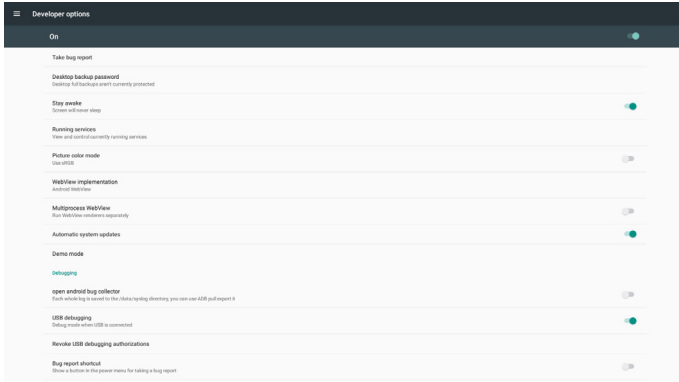 Developer options
On
Take bug report
Desktop backup password
Desktop full backups aren't currently protected
Stay awake
Screen will never sleep
Running services
View and control currently running services
Picture color mode
Use sRGB
WebView implementation
Android WebView
Multiprocess WebView
Run WebView renderers separately
Automatic system updates
Demo mode
Debugging
open android bug collector
Each whole log is saved to the /data/syslog directory, you can use ADB pull export it
USB debugging
Debug mode when USB is connected
Revoke USB debugging authorizations
Bug report shortcut
Show a button in the power menu for taking a bug report